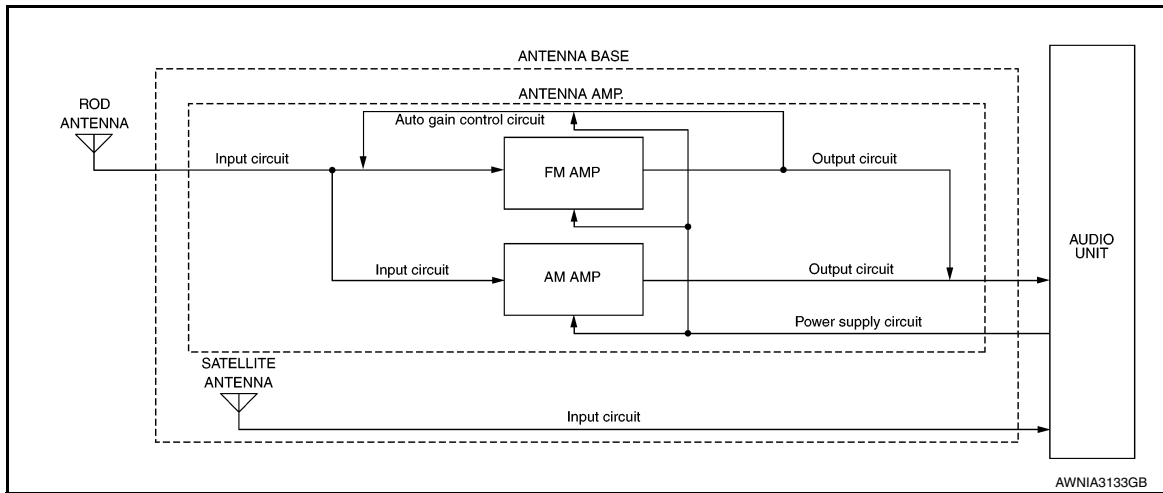 ANTENNA BASE
ANTENNA AMP.
ROD
ANTENNA
Auto gain control circuit
Input circuit
FM AMP
Output circuit
AUDIO
UNIT
Input circuit
AM AMP
Output circuit
Power supply circuit
SATELLITE
ANTENNA
Input circuit
AWNIA3133GB